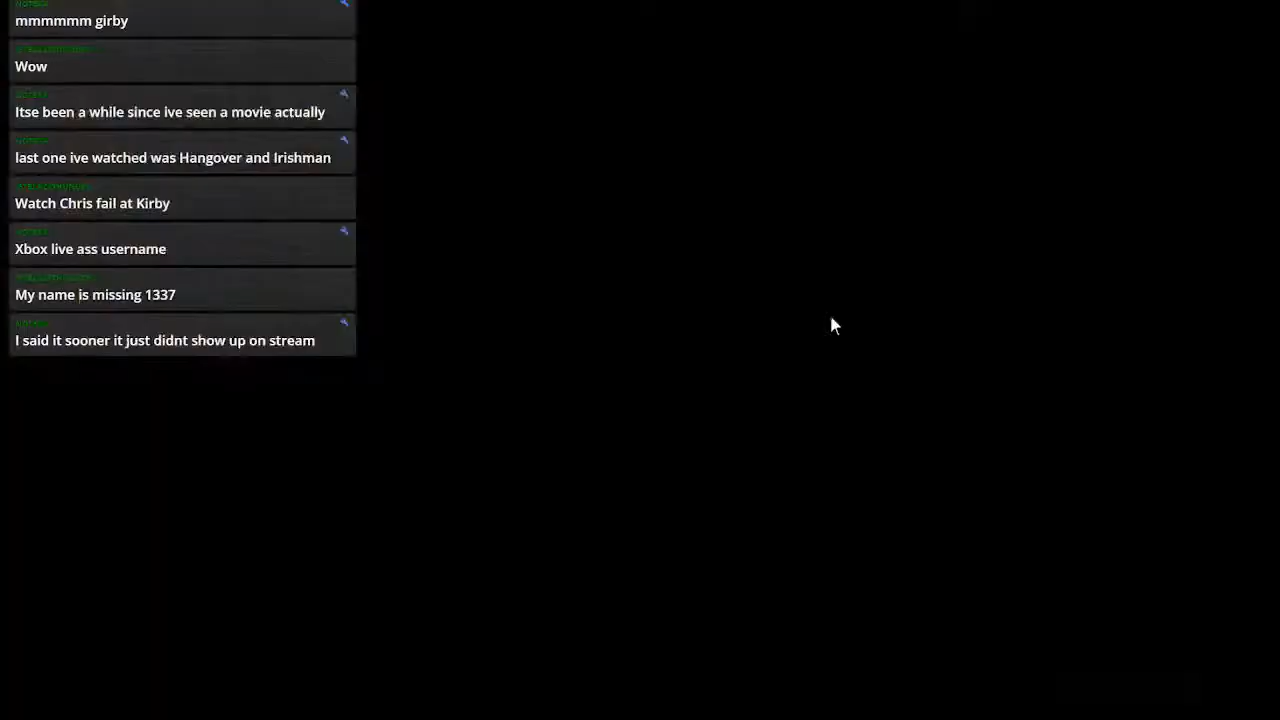 mmmmmm girby
Wow
Itse been a while since ive seen a movie actually
last one ive watched was Hangover and Irishman
Watch Chris fail at Kirby
Xbox live ass username
My name is missing 1337
I said it sooner it just didnt show up on stream